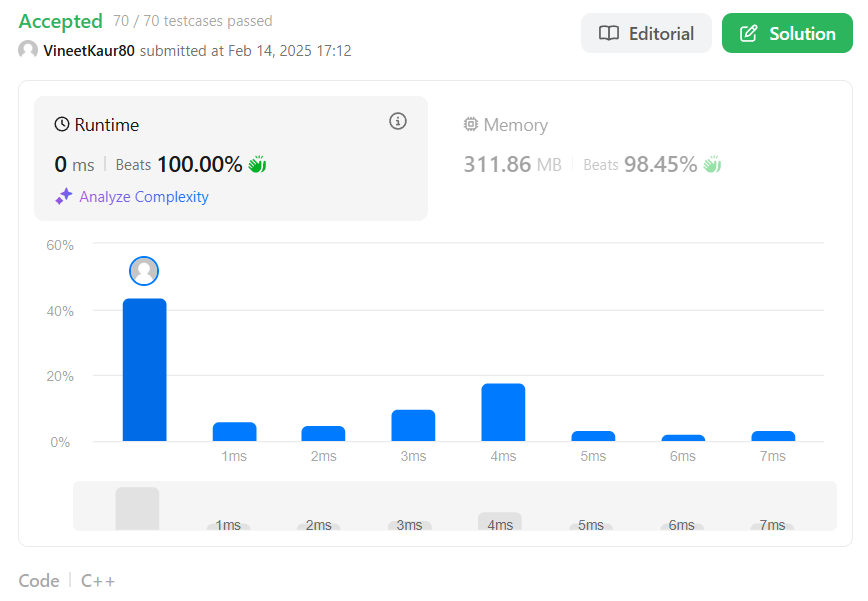 Accepted 70 / 70 testcases passed
VineetKaur80 submitted at Feb 14, 2025 17:12
Editorial
Solution
Runtime
0 ms | Beats 100.00%
Analyze Complexity
Memory
311.86 MB | Beats 98.45%
60%
40%
20%
0%
1ms 2ms 3ms 4ms 5ms 6ms 7ms
1ms 2ms 3ms 4ms 5ms 6ms 7ms
Code | C++